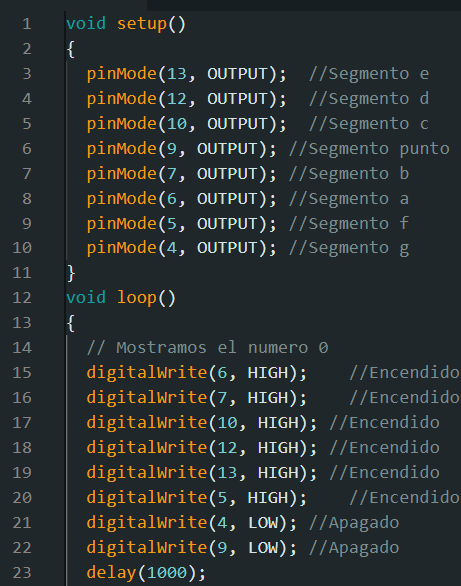 1 void setup()
2 {
3 pinMode(13, OUTPUT); //Segmento e
4 pinMode(12, OUTPUT); //Segmento d
5 pinMode(10, OUTPUT); //Segmento c
6 pinMode(9, OUTPUT); //Segmento punto
7 pinMode(7, OUTPUT); //Segmento b
8 pinMode(6, OUTPUT); //Segmento a
9 pinMode(5, OUTPUT); //Segmento f
10 pinMode(4, OUTPUT); //Segmento g
11 }
12 void loop()
13 {
14 // Mostramos el numero 0
15 digitalWrite(6, HIGH); //Encendido
16 digitalWrite(7, HIGH); //Encendido
17 digitalWrite(10, HIGH); //Encendido
18 digitalWrite(12, HIGH); //Encendido
19 digitalWrite(13, HIGH); //Encendido
20 digitalWrite(5, HIGH); //Encendido
21 digitalWrite(4, LOW); //Apagado
22 digitalWrite(9, LOW); //Apagado
23 delay(1000);